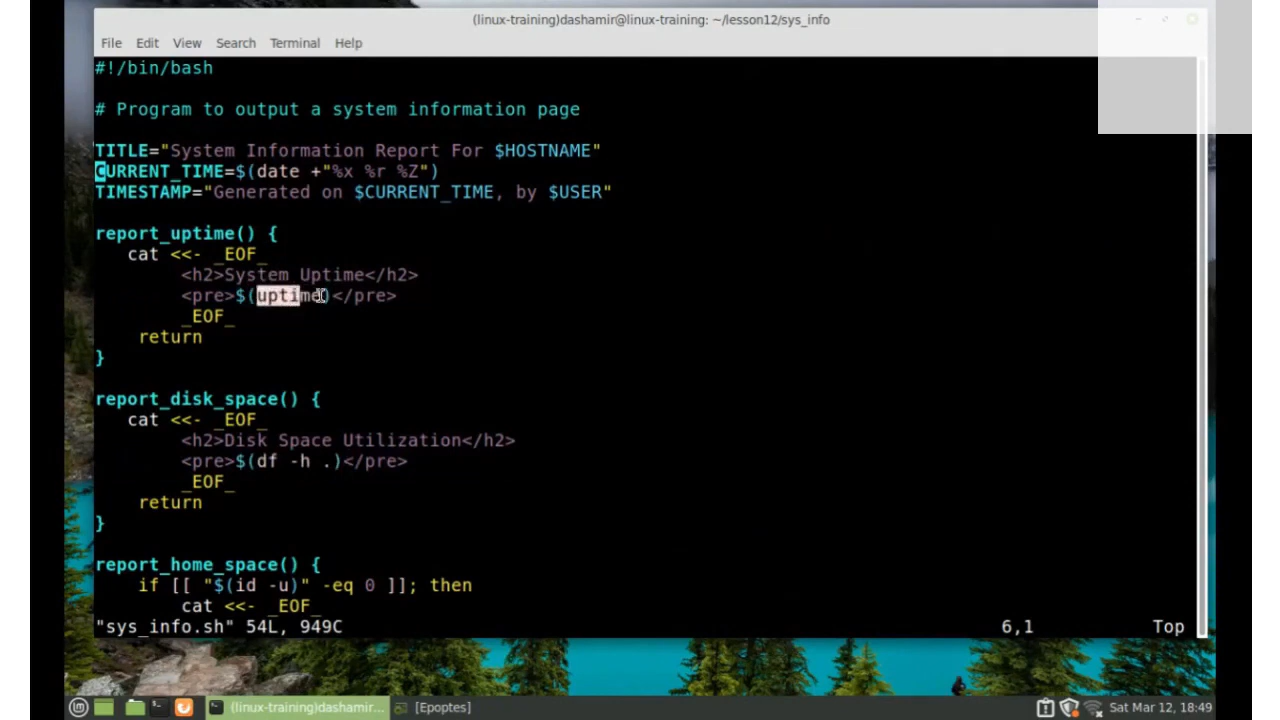 (linux-training)dashamir@linux-training: ~/lesson12/sys_info
File Edit View Search Terminal Help
#!/bin/bash
# Program to output a system information page
TITLE="System Information Report For $HOSTNAME"
CURRENT_TIME=$(date +"%x %r %Z")
TIMESTAMP="Generated on $CURRENT_TIME, by $USER"
report_uptime() {
cat <<- _EOF_
<h2>System Uptime</h2>
<pre>$(uptime)</pre>
_EOF_
return
}
report_disk_space() {
cat <<- _EOF_
<h2>Disk Space Utilization</h2>
<pre>$(df -h .)</pre>
_EOF_
return
}
report_home_space() {
if [[ "$(id -u)" -eq 0 ]]; then
cat <<- _EOF_
"sys_info.sh" 54L, 949C 6,1 Top
(linux-training)dashamir... [Epoptes] Sat Mar 12, 18:49